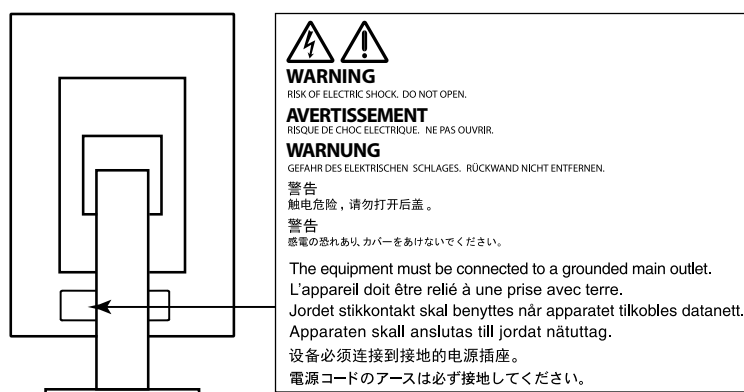 WARNING
RISK OF ELECTRIC SHOCK. DO NOT OPEN.
AVERTISSEMENT
RISQUE DE CHOC ELECTRIQUE. NE PAS OUVRIR.
WARNUNG
GEFAHR DES ELEKTRISCHEN SCHLAGES. RÜCKWAND NICHT ENTFERNEN.
警告
触电危险，请勿打开后盖。
警告
感電の恐れあり、カバーをあけないでください。
The equipment must be connected to a grounded main outlet.
L'appareil doit être relié à une prise avec terre.
Jordet stikkontakt skal benyttes når apparatet tilkobles datanett.
Apparaten skall anslutas till jordat nätuttag.
设备必须连接到接地的电源插座。
電源コードのアースは必ず接地してください。